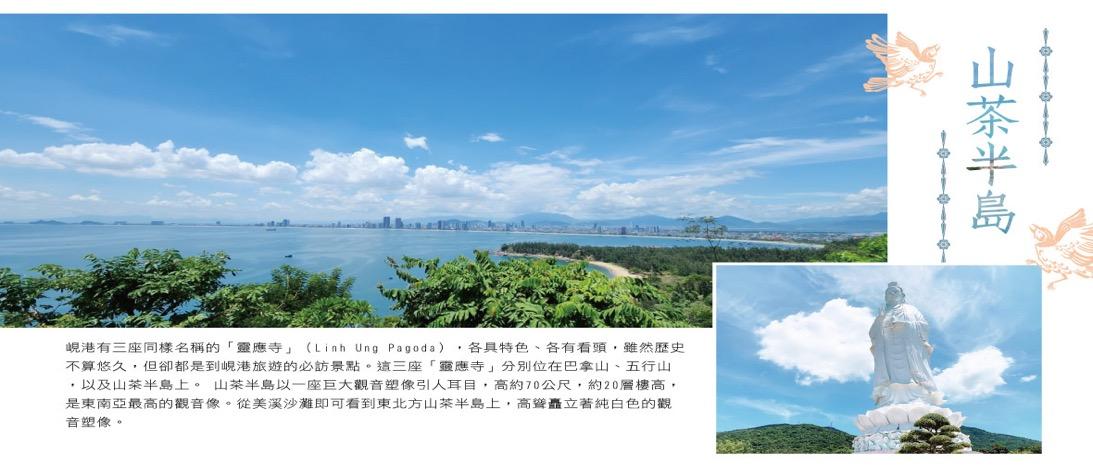 山茶半島
峴港有三座同樣名稱的「靈應寺」（Linh Ung Pagoda），各具特色、各有看頭，雖然歷史
不算悠久，但卻都是到峴港旅遊的必訪景點。這三座「靈應寺」分別位在巴拿山、五行山
，以及山茶半島上。 山茶半島以一座巨大觀音塑像引人耳目，高約70公尺，約20層樓高，
是東南亞最高的觀音像。從美溪沙灘即可看到東北方山茶半島上，高聳矗立著純白色的觀
音塑像。